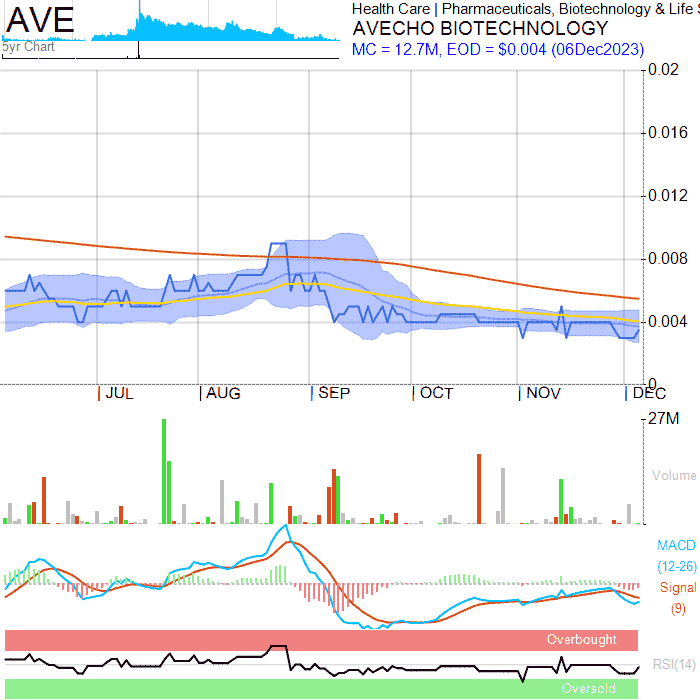 AVE
5yr Chart
Health Care | Pharmaceuticals, Biotechnology & Life S
AVECHO BIOTECHNOLOGY
MC = 12.7M, EOD = $0.004 (06Dec2023)
0.02
0.016
0.012
0.008
0.004
0
JUL AUG SEP OCT NOV DEC
27M
Volume
MACD
(12-26)
Signal
(9)
Overbought
RSI(14)
Oversold